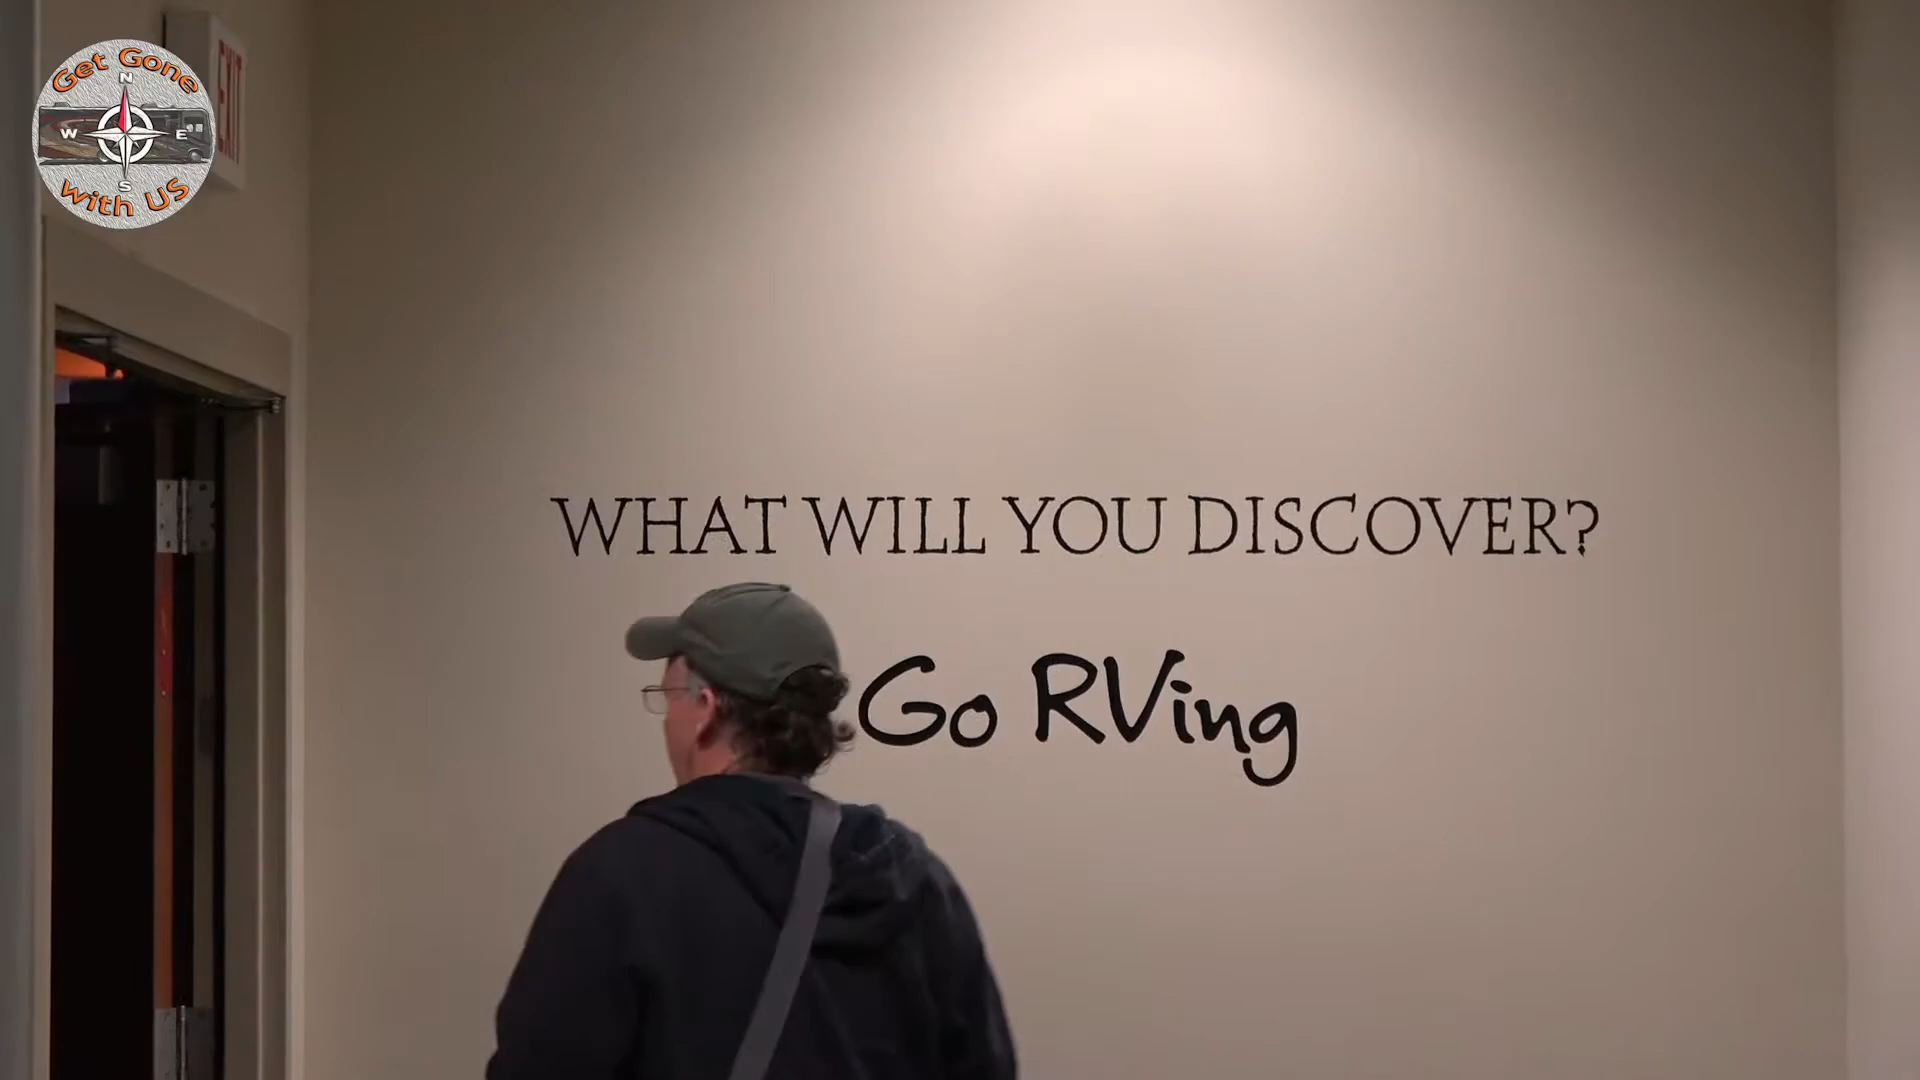 Get Gone
N
W E
S
with US
EXIT
WHAT WILL YOU DISCOVER?
Go RVing